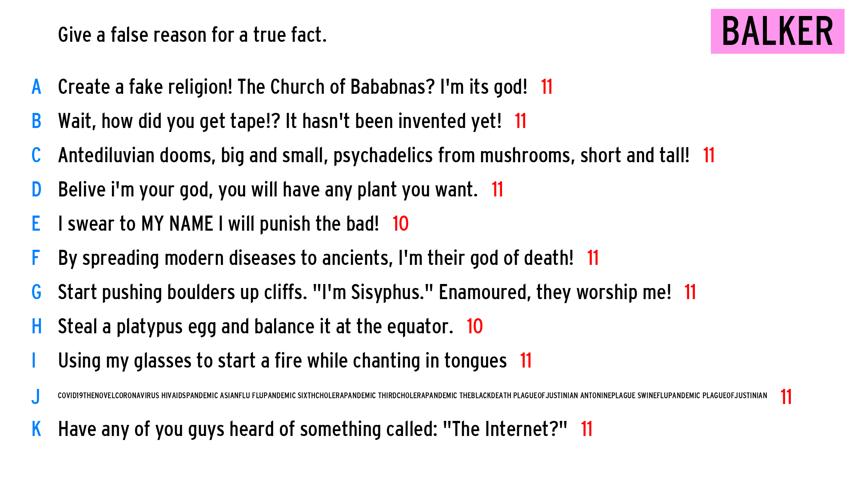 Give a false reason for a true fact.
BALKER
A Create a fake religion! The Church of Bababnas? I'm its god! 11
B Wait, how did you get tape!? It hasn't been invented yet! 11
C Antediluvian dooms, big and small, psychadelics from mushrooms, short and tall! 11
D Belive i'm your god, you will have any plant you want. 11
E I swear to MY NAME I will punish the bad! 10
F By spreading modern diseases to ancients, I'm their god of death! 11
G Start pushing boulders up cliffs. "I'm Sisyphus." Enamoured, they worship me! 11
H Steal a platypus egg and balance it at the equator. 10
I Using my glasses to start a fire while chanting in tongues 11
J COVID19THENOVELCORONAVIRUS HIVAIDSPANDEMIC ASIANFLU FLUPANDEMIC SIXTHCHOLERAPANDEMIC THIRDCHOLERAPANDEMIC THEBLACKDEATH PLAGUEOFJUSTINIAN ANTONINEPLAGUE SWINEFLUPANDEMIC PLAGEOFJUSTINIAN 11
K Have any of you guys heard of something called: "The Internet?" 11